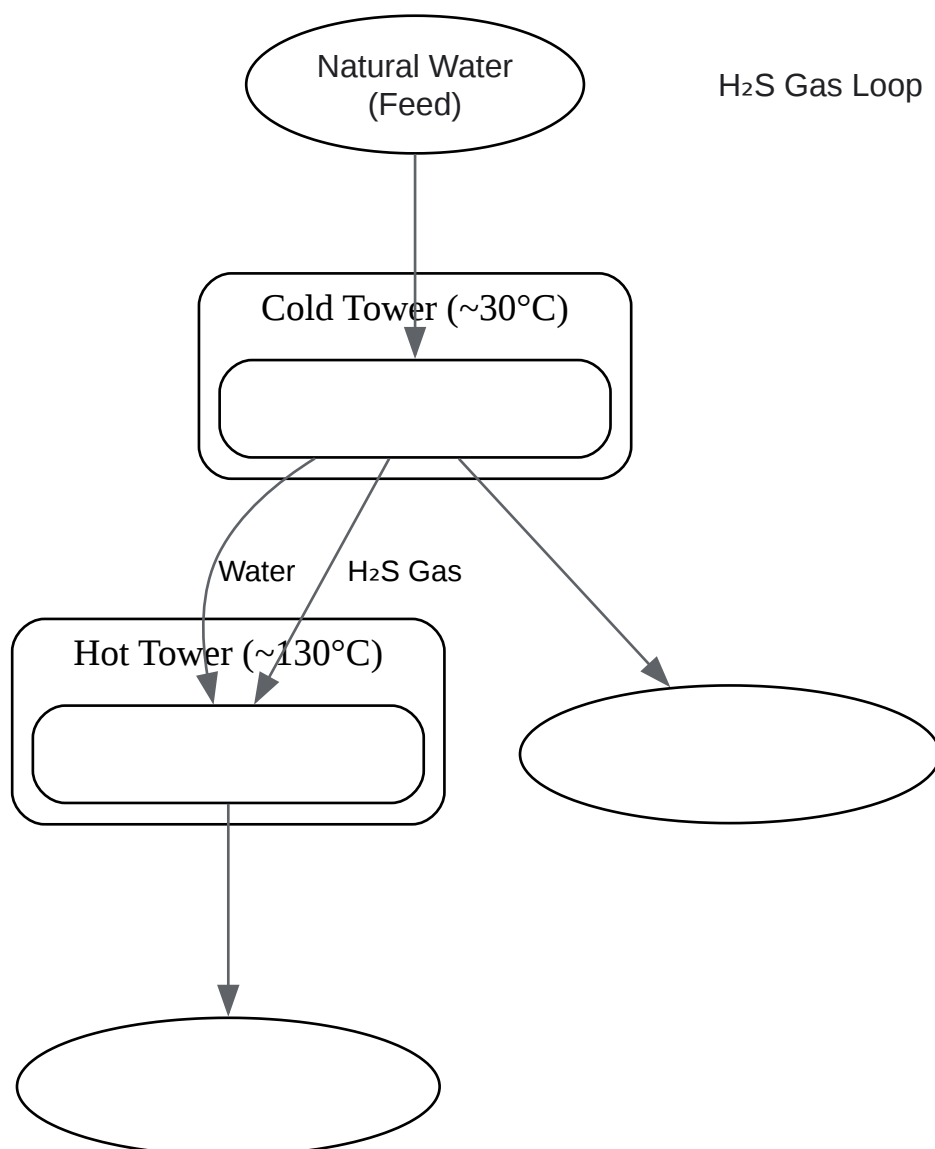 Natural Water
(Feed)
H₂S Gas Loop
Cold Tower (~30°C)
Water
H₂S Gas
Hot Tower (~130°C)